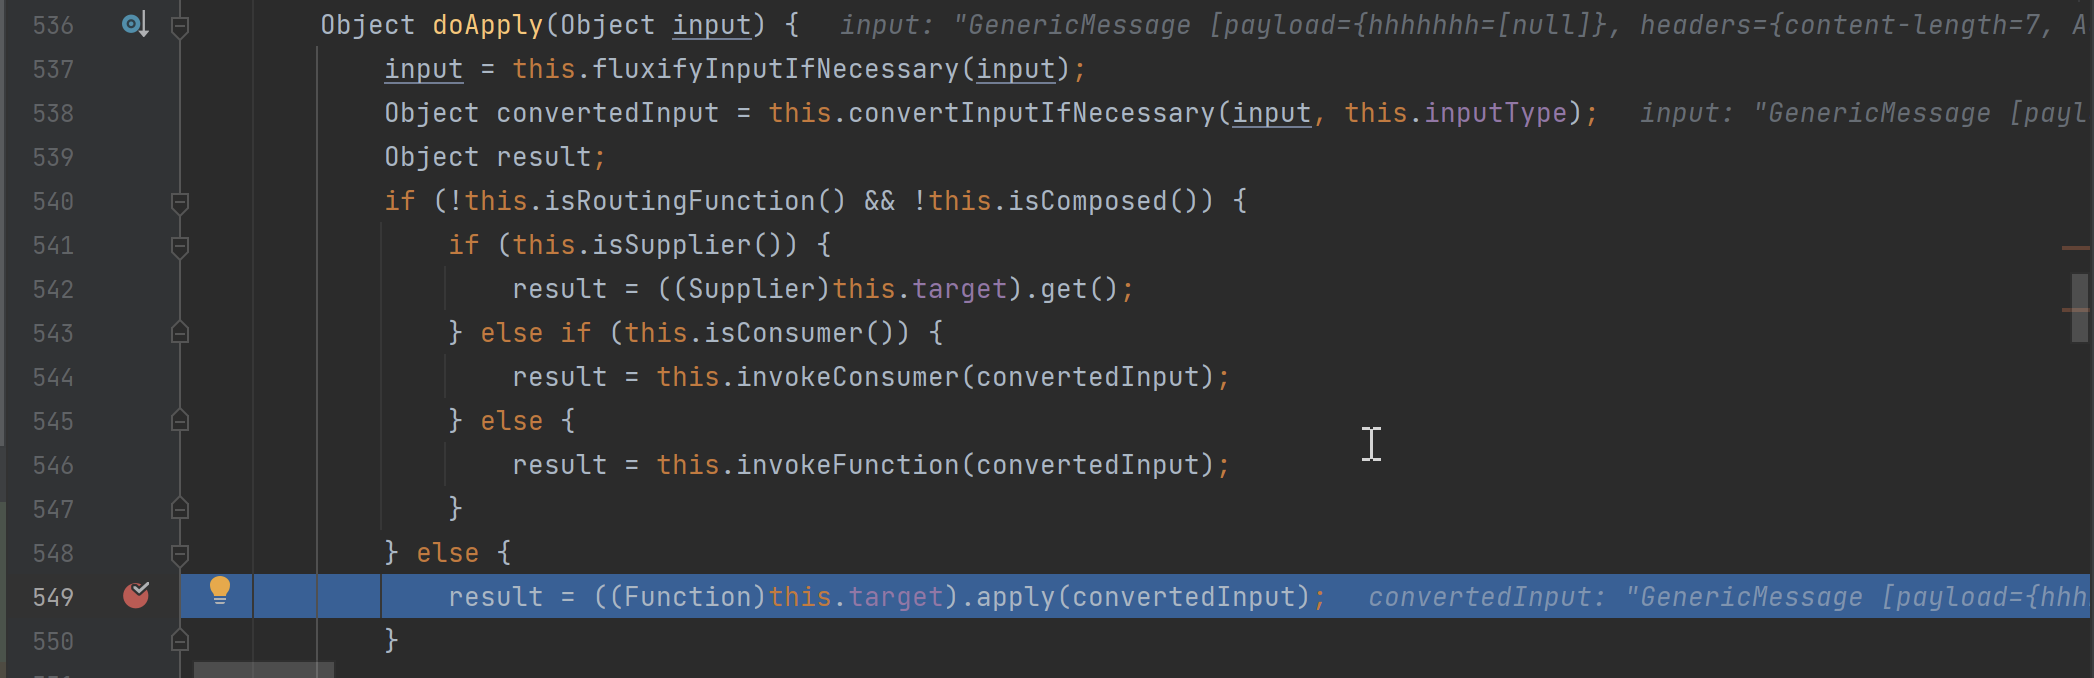 536 Object doApply(Object input) { input: "GenericMessage [payload={hhhhhhh=[null]}, headers={content-length=7, A
537 input = this.fluxifyInputIfNecessary(input);
538 Object convertedInput = this.convertInputIfNecessary(input, this.inputType); input: "GenericMessage [payl
539 Object result;
540 if (!this.isRoutingFunction() && !this.isComposed()) {
541 if (this.isSupplier()) {
542 result = ((Supplier)this.target).get();
543 } else if (this.isConsumer()) {
544 result = this.invokeConsumer(convertedInput);
545 } else {
546 result = this.invokeFunction(convertedInput);
547 }
548 } else {
549 result = ((Function)this.target).apply(convertedInput); convertedInput: "GenericMessage [payload={hhh
550 }